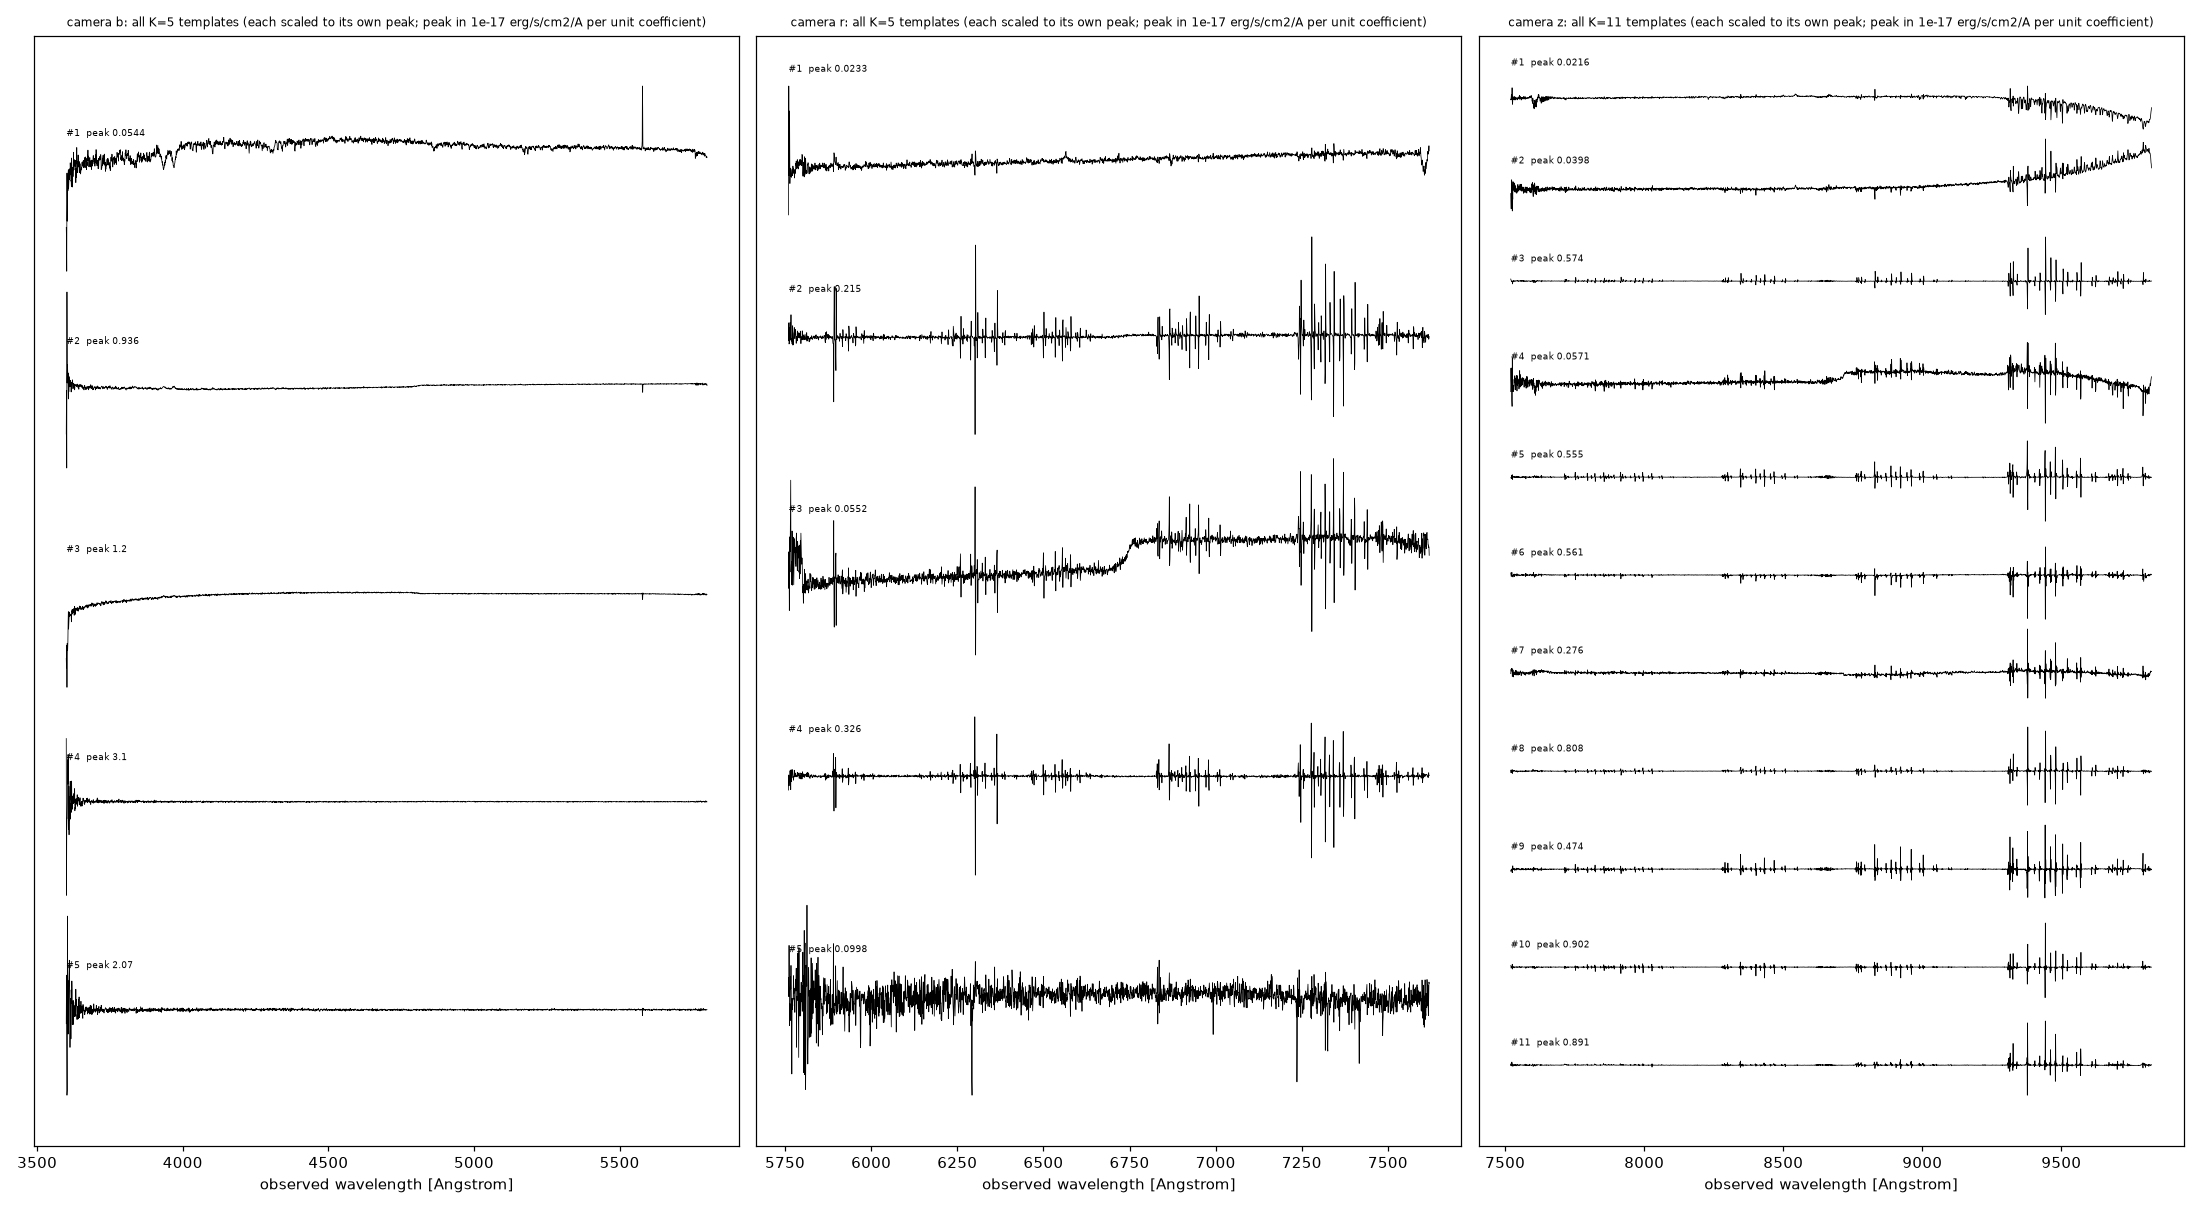 camera b: all K=5 templates (each scaled to its own peak; peak in 1e-17 erg/s/cm2/A per unit coefficient)
#1 peak 0.0544
#2 peak 0.936
#3 peak 1.2
#4 peak 3.1
#5 peak 2.07
3500 4000 4500 5000 5500
observed wavelength [Angstrom]
camera r: all K=5 templates (each scaled to its own peak; peak in 1e-17 erg/s/cm2/A per unit coefficient)
#1 peak 0.0233
#2 peak 0.215
#3 peak 0.0552
#4 peak 0.326
#5 peak 0.0998
5750 6000 6250 6500 6750 7000 7250 7500
observed wavelength [Angstrom]
camera z: all K=11 templates (each scaled to its own peak; peak in 1e-17 erg/s/cm2/A per unit coefficient)
#1 peak 0.0216
#2 peak 0.0398
#3 peak 0.574
#4 peak 0.0571
#5 peak 0.555
#6 peak 0.561
#7 peak 0.276
#8 peak 0.808
#9 peak 0.474
#10 peak 0.902
#11 peak 0.891
7500 8000 8500 9000 9500
observed wavelength [Angstrom]